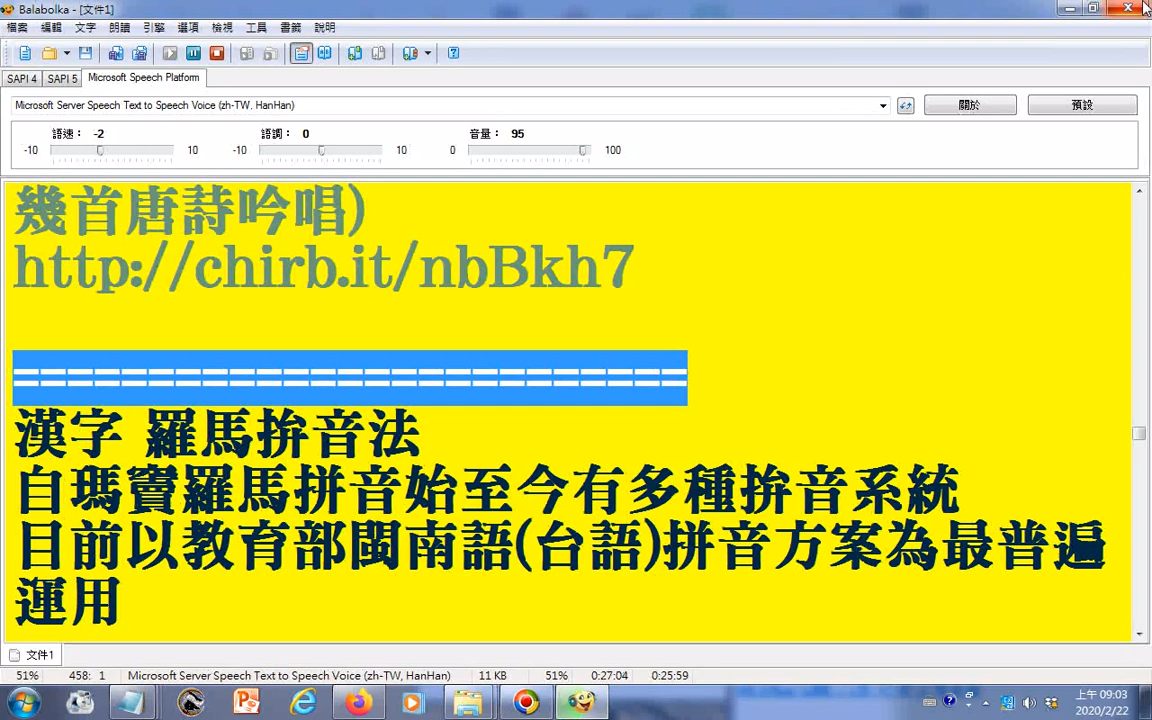 Balabolka - [文件1]
檔案 編輯 文字 朗讀 引擎 選項 檢視 工具 書籤 說明
SAPI 4 SAPI 5 Microsoft Speech Platform
Microsoft Server Speech Text to Speech Voice (zh-TW, HanHan) 關於 預設
語速： -2 語調： 0 音量： 95
-10 10 -10 10 0 100
幾首唐詩吟唱)
http://chirb.it/nbBkh7
=========================
漢字 羅馬拚音法
自瑪竇羅馬拼音始至今有多種拚音系統
目前以教育部閩南語(台語)拼音方案為最普遍
運用
文件1
51% 458: 1 Microsoft Server Speech Text to Speech Voice (zh-TW, HanHan) 11 KB 51% 0:27:04 0:25:59
上午 09:03
2020/2/22